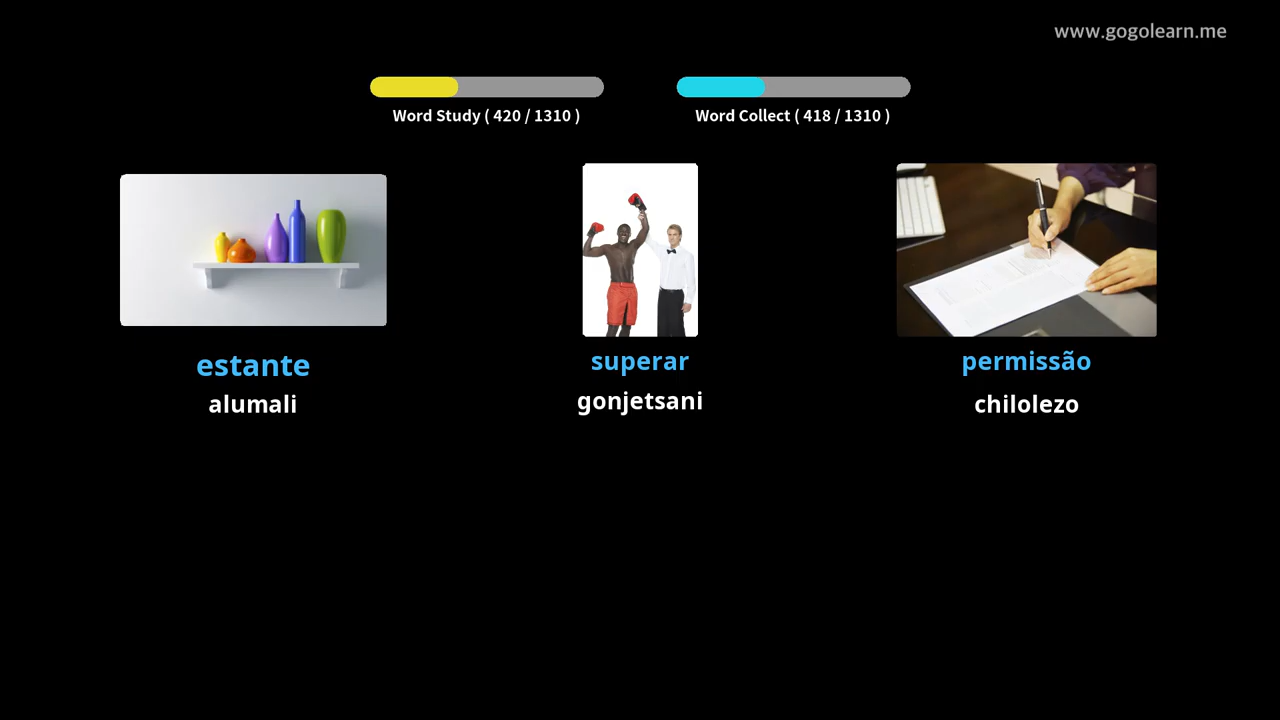 www.gogolearn.me
Word Study ( 420 / 1310 )
Word Collect ( 418 / 1310 )
estante
alumali
superar
gonjetsani
permissão
chilolezo